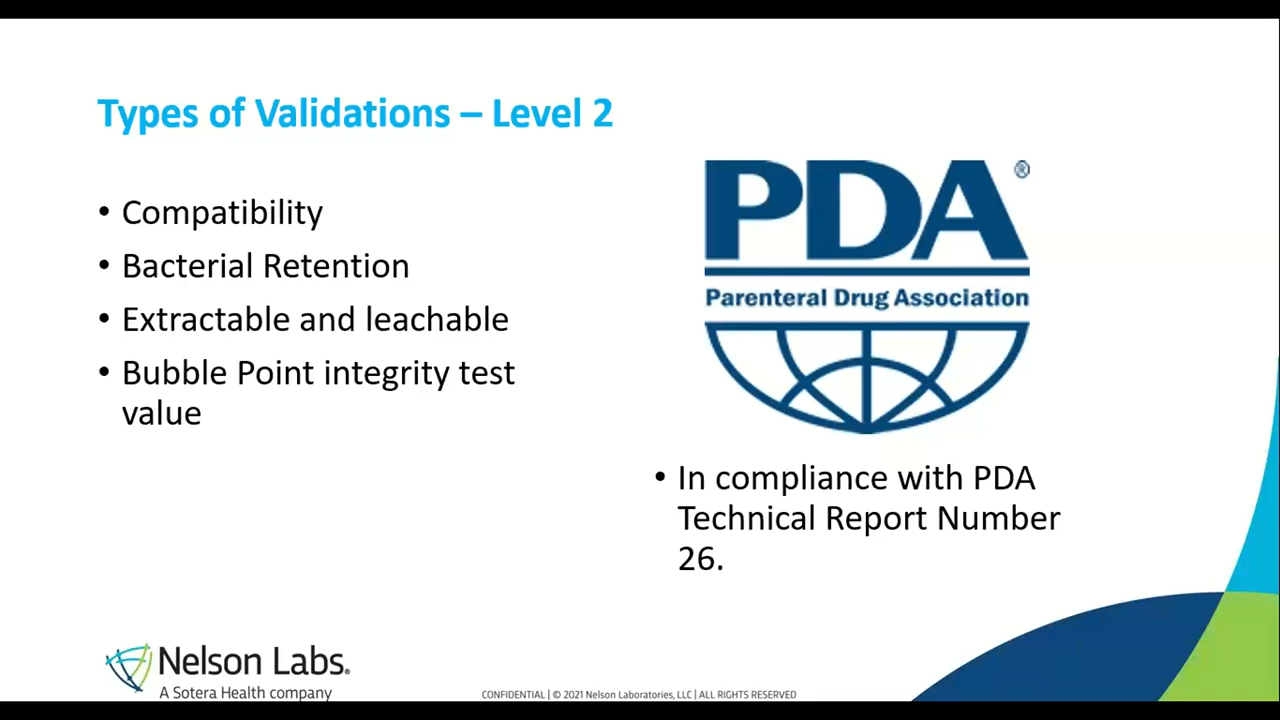 Types of Validations – Level 2
• Compatibility
• Bacterial Retention
• Extractable and leachable
• Bubble Point integrity test
value
PDA®
Parenteral Drug Association
• In compliance with PDA
Technical Report Number
26.
Nelson Labs®
A Sotera Health company
CONFIDENTIAL | © 2021 Nelson Laboratories, LLC | ALL RIGHTS RESERVED